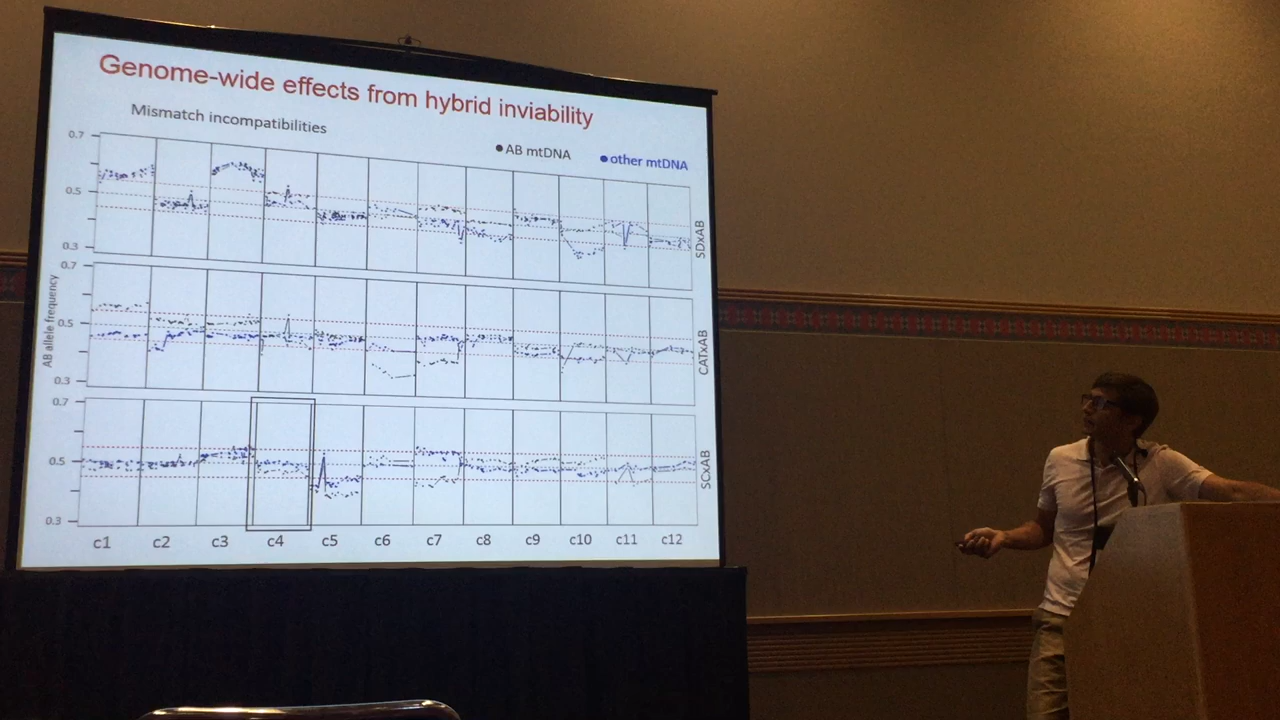 Genome-wide effects from hybrid inviability
Mismatch incompatibilities
AB mtDNA
other mtDNA
0.7
0.5
0.3
SDxAB
0.7
0.5
0.3
CATxAB
AB allele frequency
0.7
0.5
0.3
SCxAB
c1 c2 c3 c4 c5 c6 c7 c8 c9 c10 c11 c12